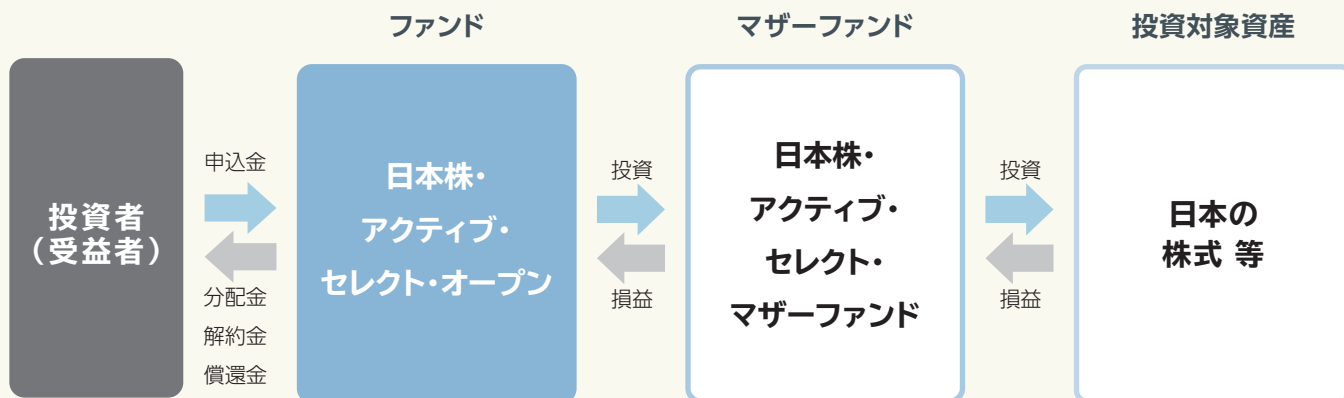 ファンド
マザーファンド
投資対象資産
投資者
(受益者)
申込金
分配金
解約金
償還金
日本株・
アクティブ・
セレクト・オープン
投資
損益
日本株・
アクティブ・
セレクト・
マザーファンド
投資
損益
日本の
株式 等